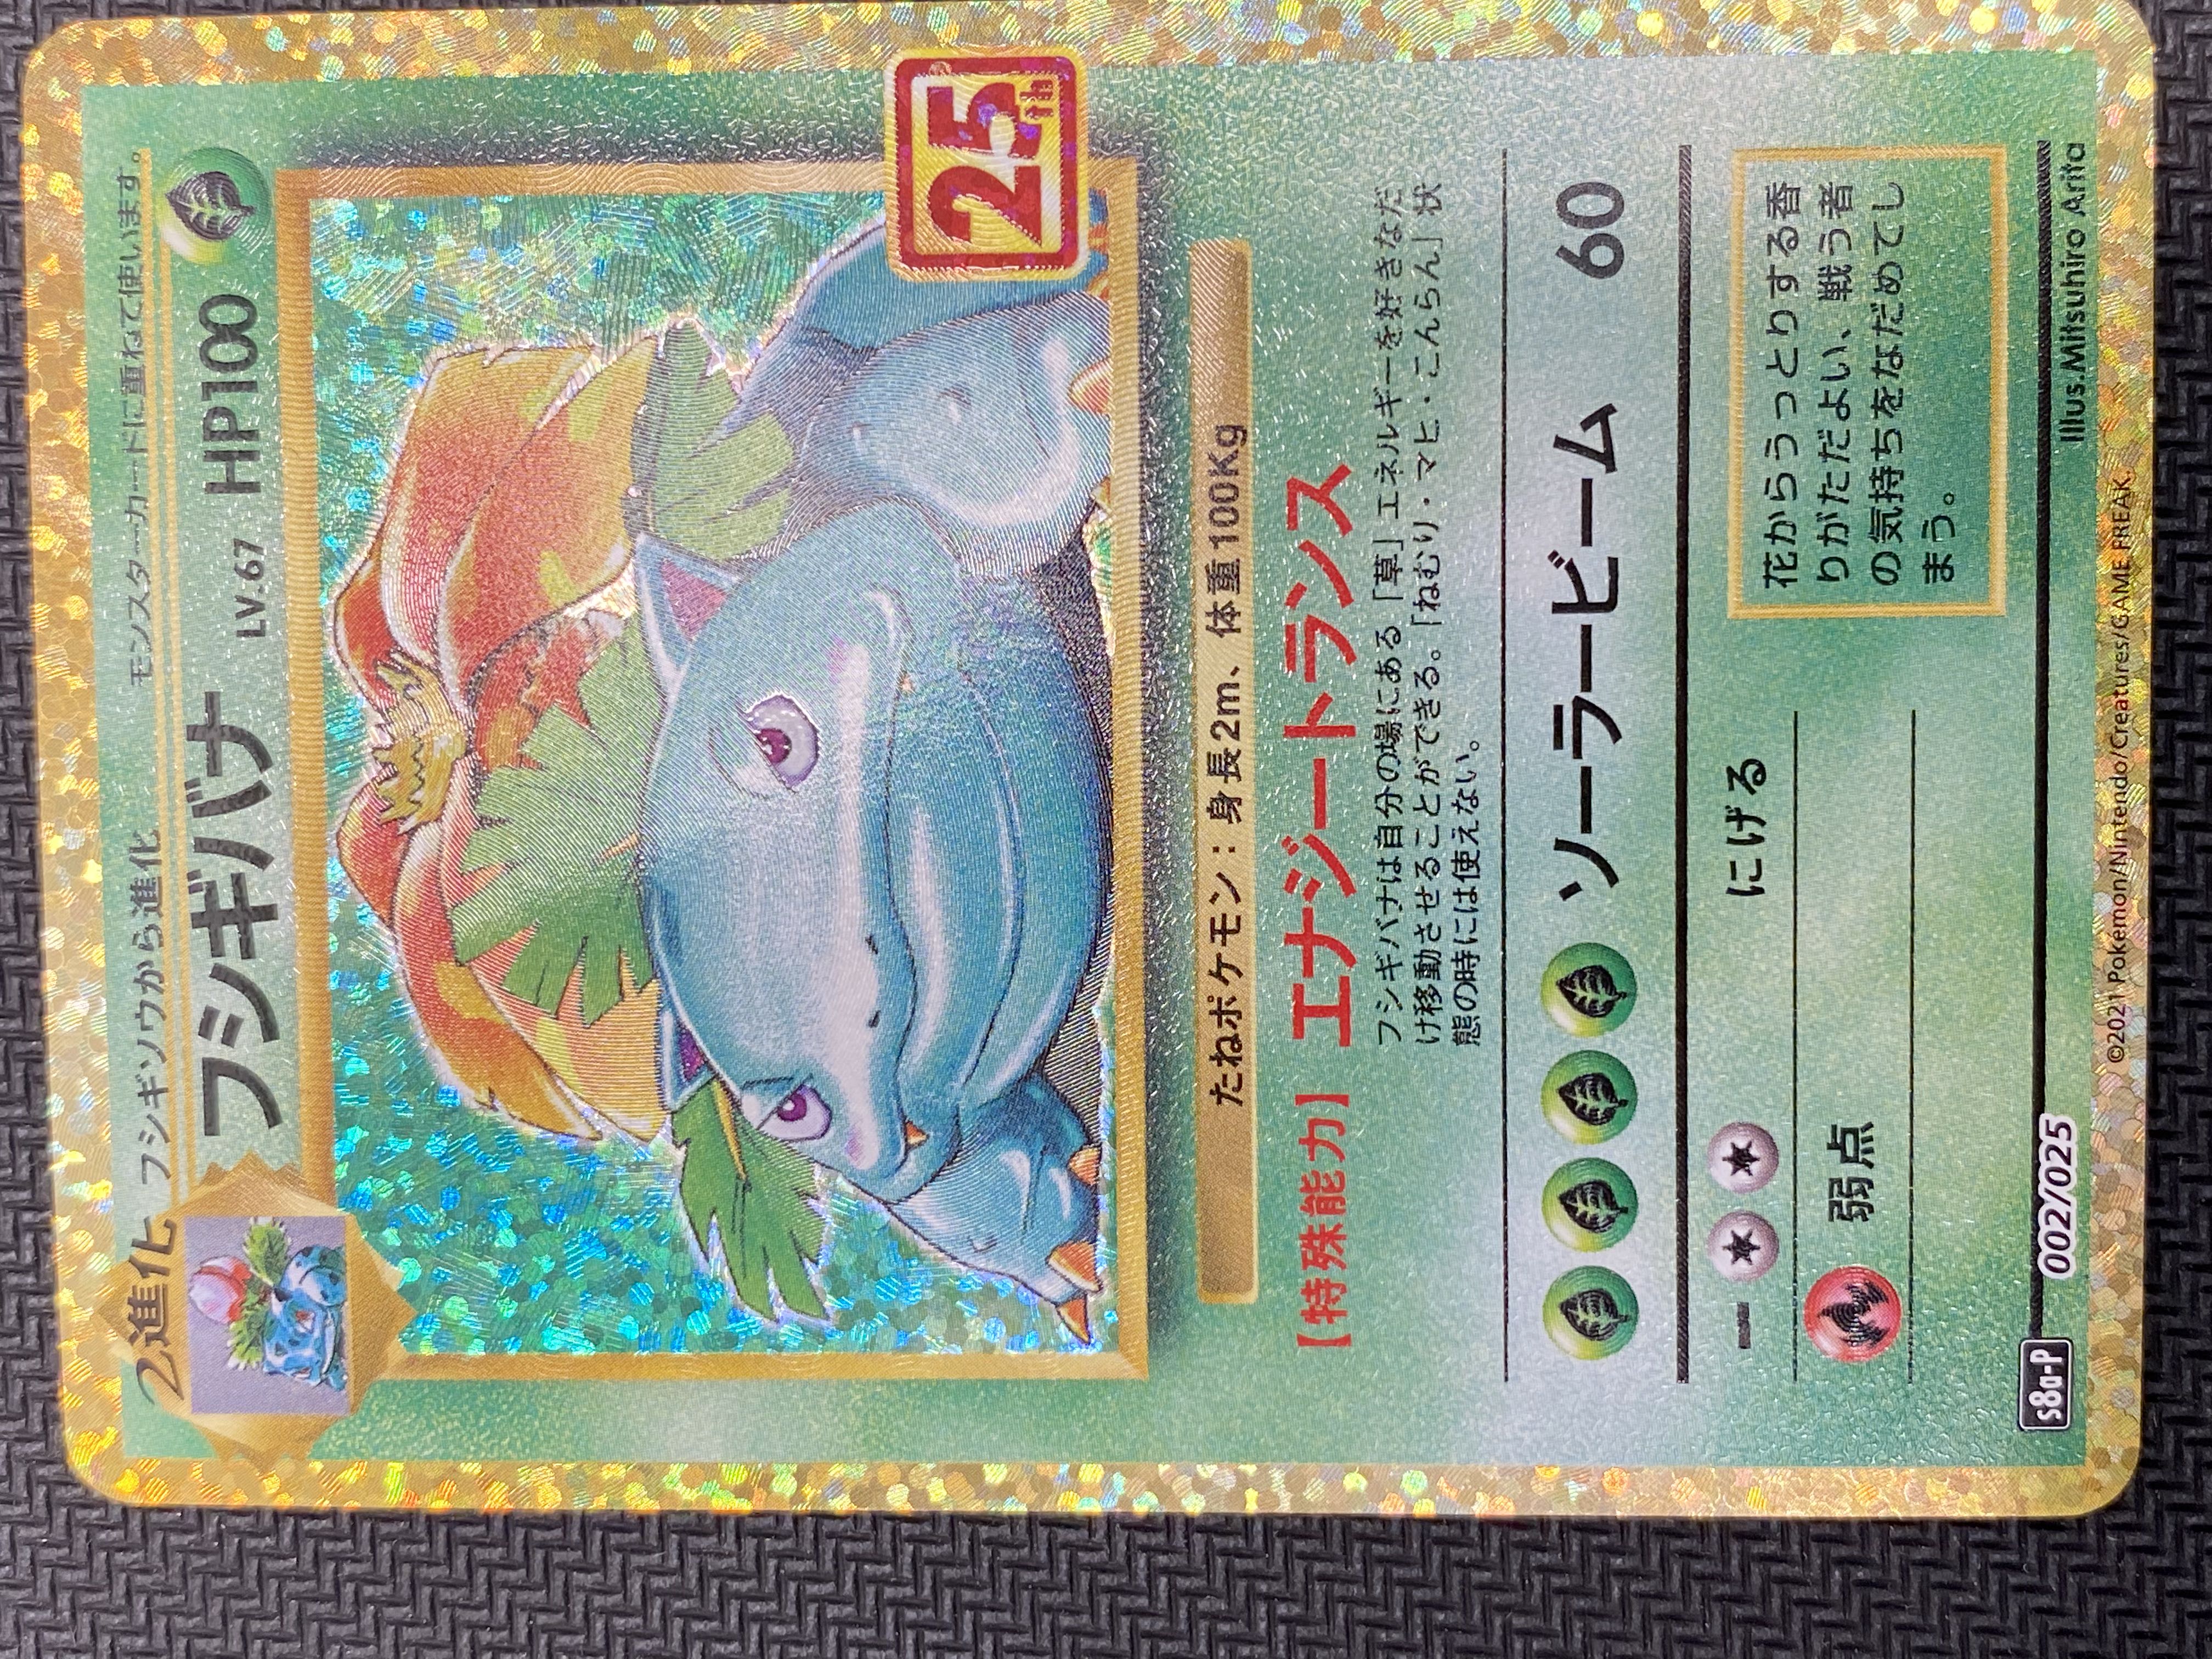 2進化
フシギソウから進化
モンスターカードに重ねて使います。
フシギバナ LV.67 HP100
25th
たねポケモン：身長2m、体重100Kg
【特殊能力】エナジートランス
フシギバナは自分の場にある「草」エネルギーを好きなだ
け移動させることができる。「ねむり・マヒ・こんらん」状
態の時には使えない。
ソーラービーム 60
にげる
弱点
花からうっとりする香
りがただよい、戦う者
の気持ちをなだめてし
まう。
s8a-P
002/025
Illus.Mitsuhiro Arita
©2021 Pokémon/Nintendo/Creatures/GAME FREAK.